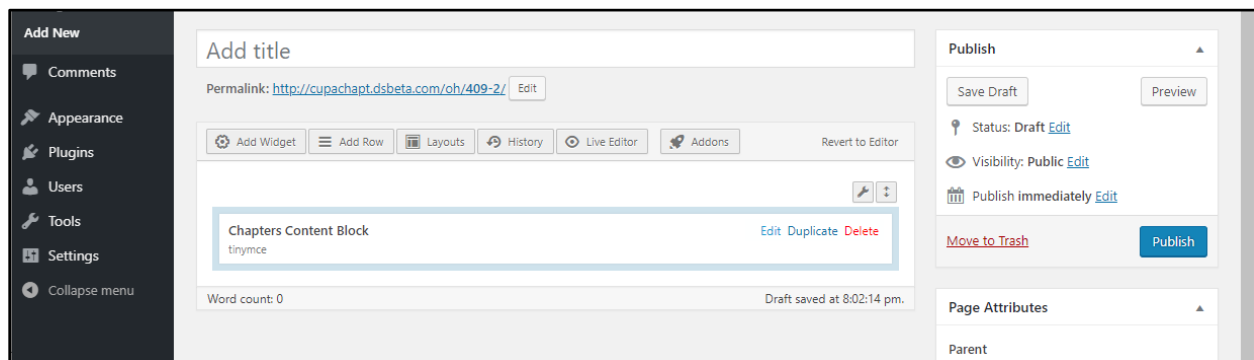 Add New
Comments
Appearance
Plugins
Users
Tools
Settings
Collapse menu
Add title
Permalink: http://cupachapt.dsbeta.com/oh/409-2/ Edit
Add Widget Add Row Layouts History Live Editor Addons Revert to Editor
Chapters Content Block Edit Duplicate Delete
tinymce
Word count: 0 Draft saved at 8:02:14 pm.
Publish
Save Draft Preview
Status: Draft Edit
Visibility: Public Edit
Publish immediately Edit
Move to Trash Publish
Page Attributes
Parent